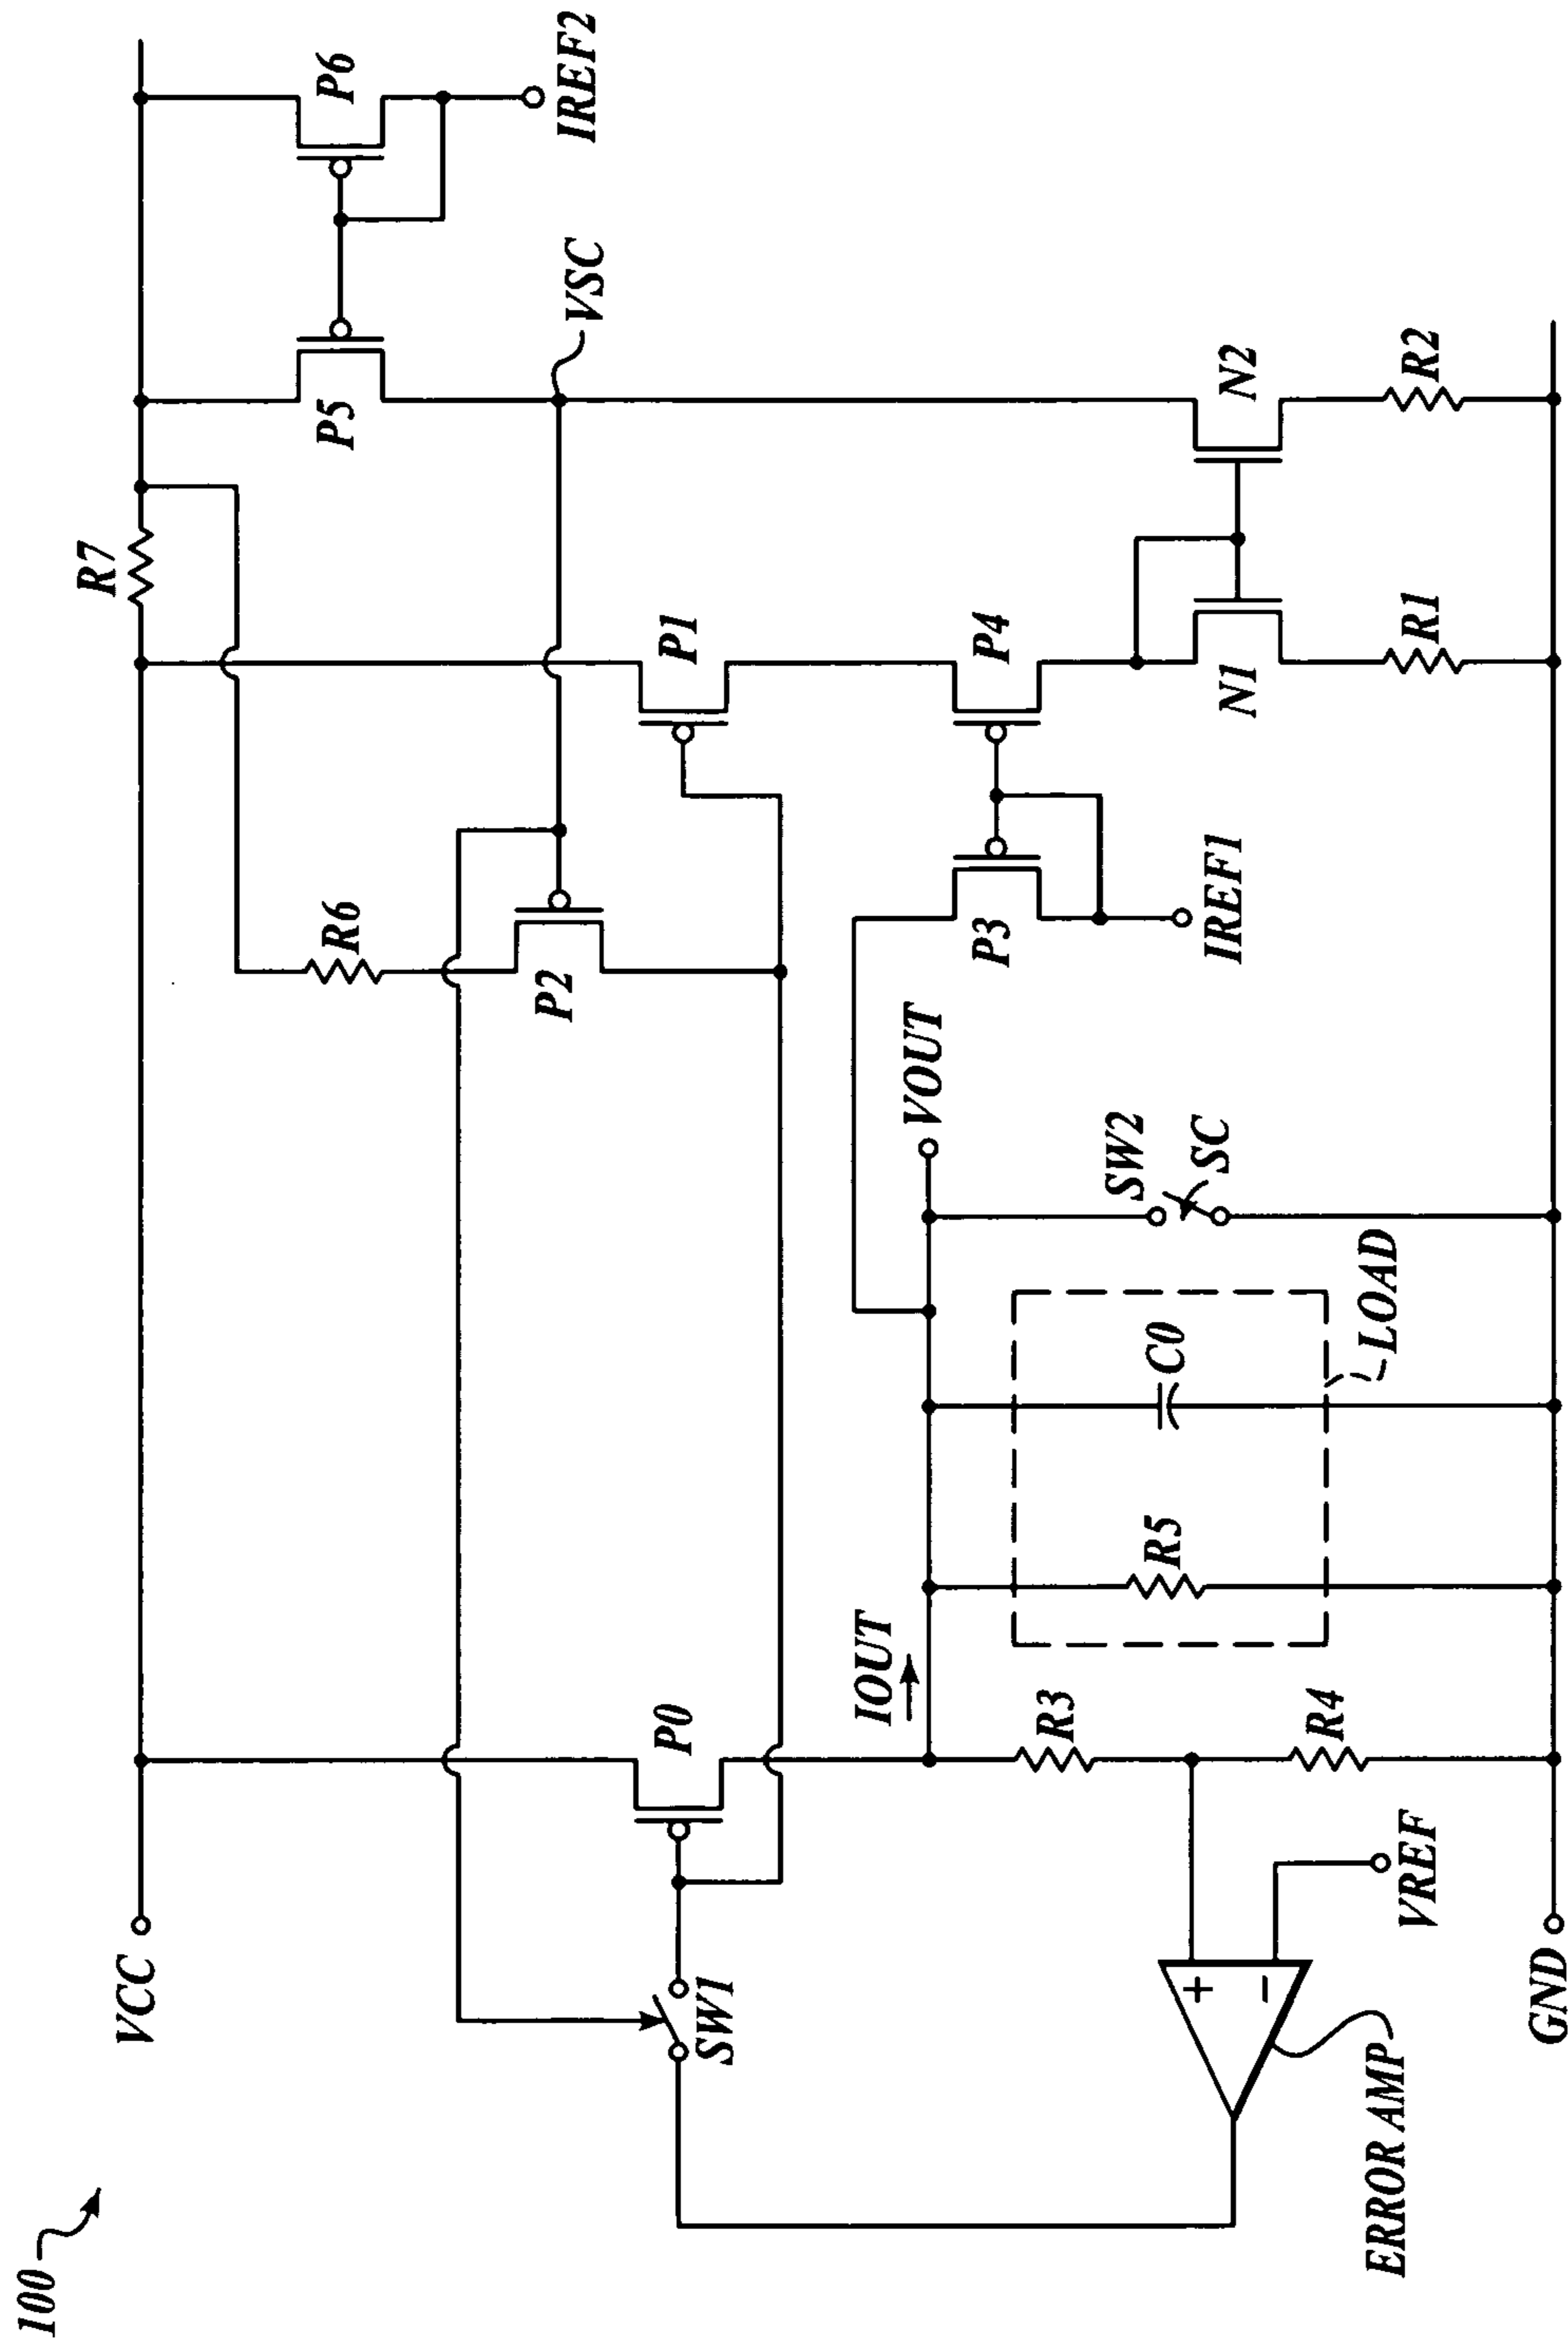 100
VCC
R7
P6
IREF2
P5
VSC
R6
P2
P1
P0
SW1
P4
P3
IREF1
N1
N2
R1
R2
IOUT
VOUT
R3
R4
R5
C0
LOAD
SW2
SC
VREF
+
−
ERROR AMP
GND